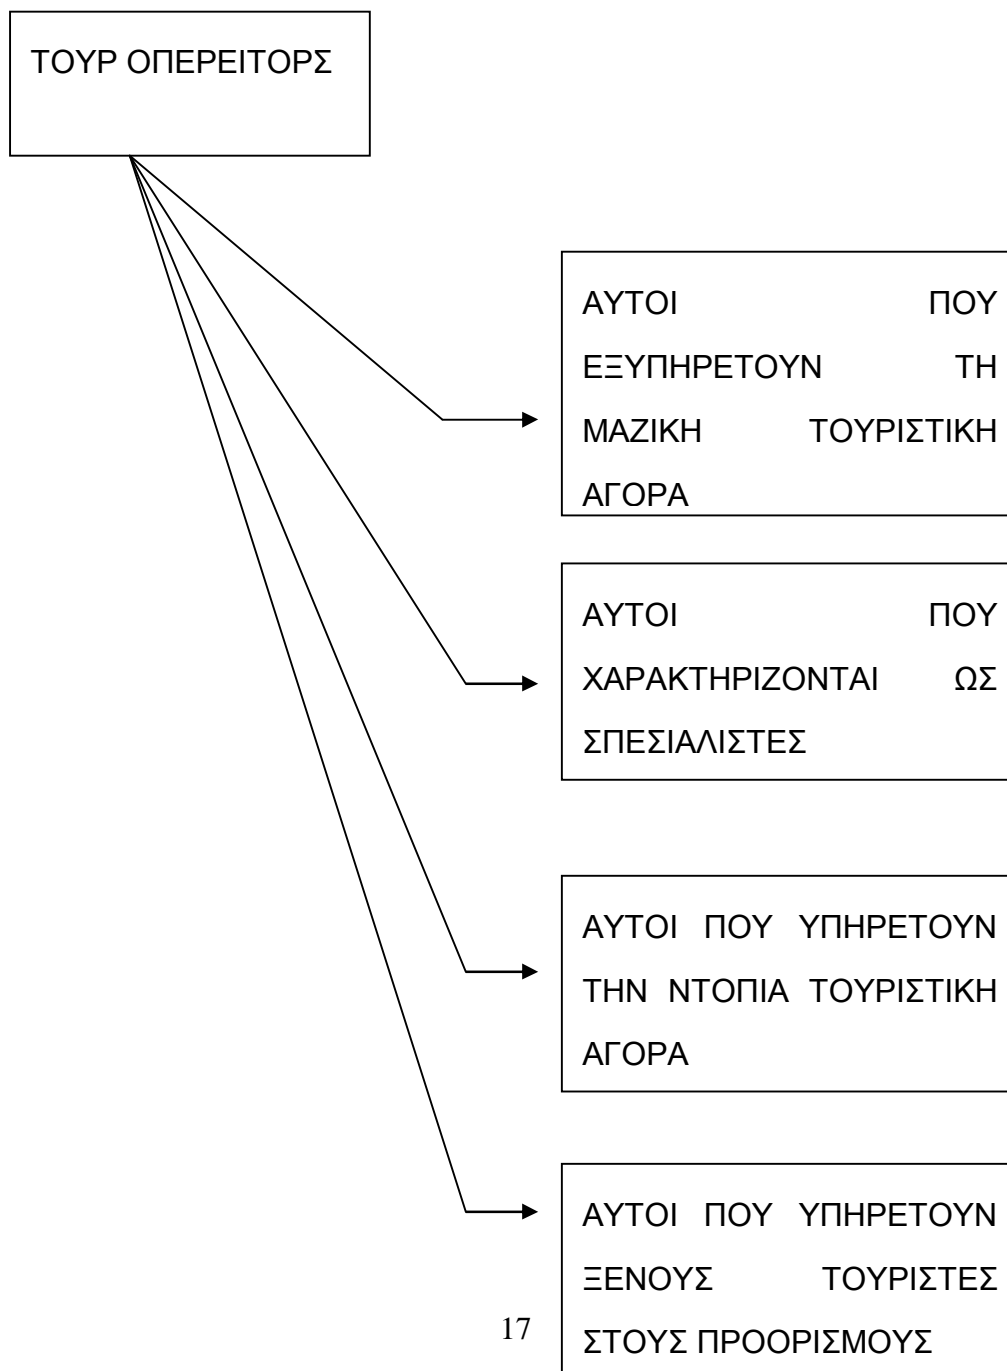 ΤΟΥΡ ΟΠΕΡΕΙΤΟΡΣ
ΑΥΤΟΙ ΠΟΥ
ΕΞΥΠΗΡΕΤΟΥΝ ΤΗ
ΜΑΖΙΚΗ ΤΟΥΡΙΣΤΙΚΗ
ΑΓΟΡΑ
ΑΥΤΟΙ ΠΟΥ
ΧΑΡΑΚΤΗΡΙΖΟΝΤΑΙ ΩΣ
ΣΠΕΣΙΑΛΙΣΤΕΣ
ΑΥΤΟΙ ΠΟΥ ΥΠΗΡΕΤΟΥΝ
ΤΗΝ ΝΤΟΠΙΑ ΤΟΥΡΙΣΤΙΚΗ
ΑΓΟΡΑ
ΑΥΤΟΙ ΠΟΥ ΥΠΗΡΕΤΟΥΝ
ΞΕΝΟΥΣ ΤΟΥΡΙΣΤΕΣ
ΣΤΟΥΣ ΠΡΟΟΡΙΣΜΟΥΣ
17